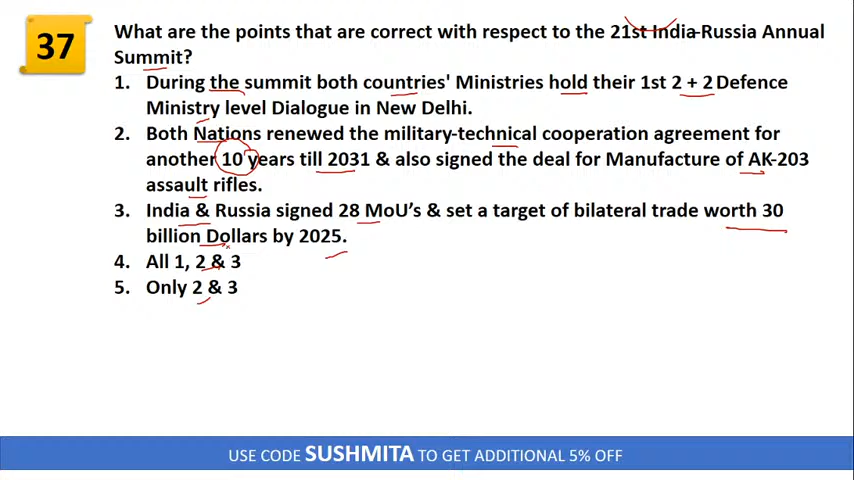 37
What are the points that are correct with respect to the 21st India-Russia Annual
Summit?
1. During the summit both countries' Ministries hold their 1st 2 + 2 Defence
Ministry level Dialogue in New Delhi.
2. Both Nations renewed the military-technical cooperation agreement for
another 10 years till 2031 & also signed the deal for Manufacture of AK-203
assault rifles.
3. India & Russia signed 28 MoU's & set a target of bilateral trade worth 30
billion Dollars by 2025.
4. All 1, 2 & 3
5. Only 2 & 3
USE CODE SUSHMITA TO GET ADDITIONAL 5% OFF